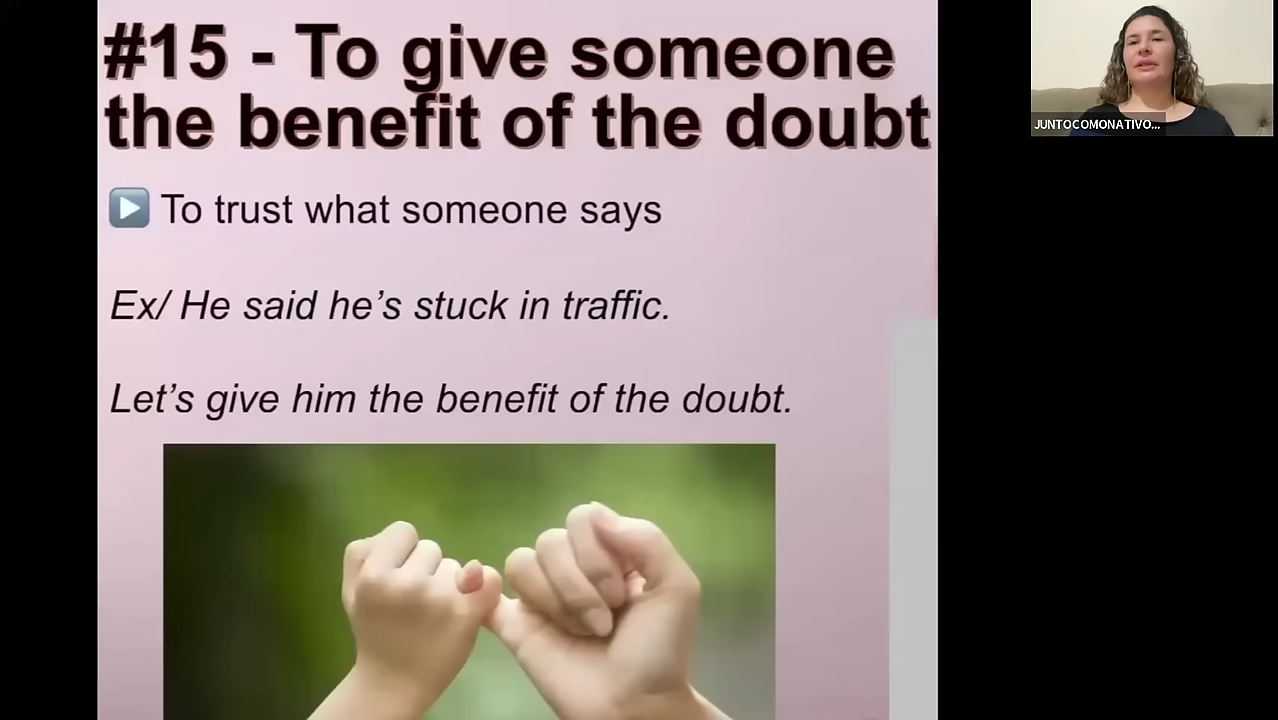 #15 - To give someone
the benefit of the doubt
To trust what someone says
Ex/ He said he’s stuck in traffic.
Let’s give him the benefit of the doubt.
JUNTOCOMONATIVO...